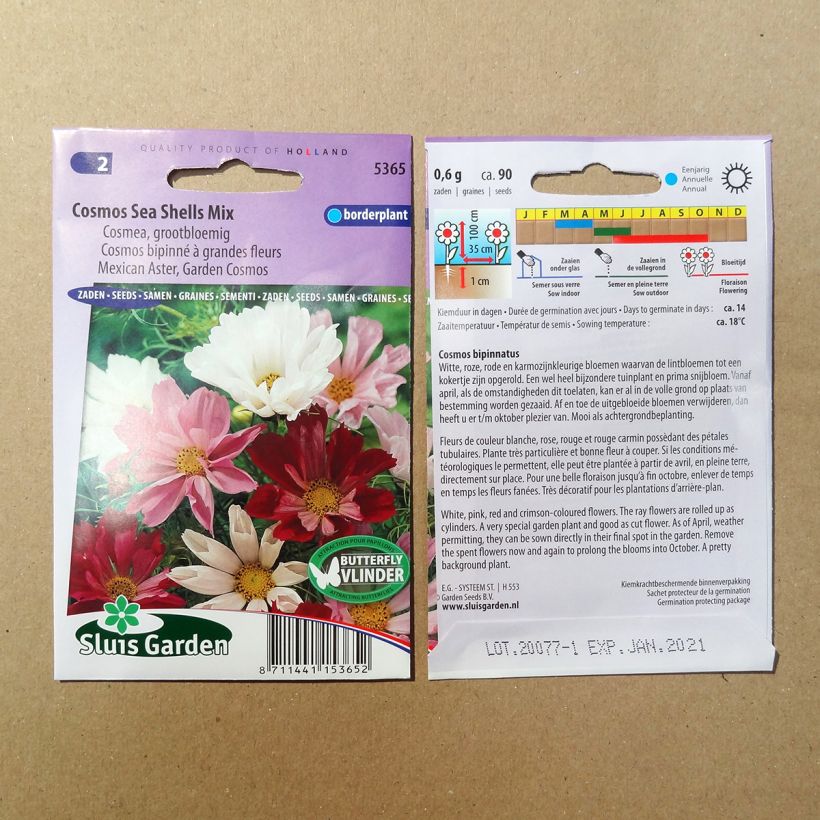 QUALITY PRODUCT OF HOLLAND
2
5365
Cosmos Sea Shells Mix
borderplant
Cosmea, grootbloemig
Cosmos bipinné à grandes fleurs
Mexican Aster, Garden Cosmos
ZADEN • SEEDS • SAMEN • GRAINES • SEMENTI • ZADEN • SEEDS • SAMEN • GRAINES • SE
ATTRACTION POUR PAPILLONS
BUTTERFLY
VLINDER
ATTRACTING BUTTERFLIES
Sluis Garden
8 711441 153652
0,6 g ca. 90
zaden | graines | seeds
Eenjarig
Annuelle
Annual
J F M A M J J A S O N D
100 cm
35 cm
1 cm
Zaaien onder glas
Semer sous verre
Sow indoor
Zaaien in de vollegrond
Semer en pleine terre
Sow outdoor
Bloeitijd
Floraison
Flowering
Kiemduur in dagen • Durée de germination avec jours • Days to germinate in days : ca. 14
Zaaitemperatuur • Températur de semis • Sowing temperature : ca. 18°C
Cosmos bipinnatus
Witte, roze, rode en karmozijnkleurige bloemen waarvan de lintbloemen tot een
kokertje zijn opgerold. Een wel heel bijzondere tuinplant en prima snijbloem. Vanaf
april, als de omstandigheden dit toelaten, kan er al in de volle grond op plaats van
bestemming worden gezaaid. Af en toe de uitgebloeide bloemen verwijderen, dan
heeft u er t/m oktober plezier van. Mooi als achtergrondbeplanting.
Fleurs de couleur blanche, rose, rouge et rouge carmin possèdant des pétales
tubulaires. Plante très particulière et bonne fleur à couper. Si les conditions mé-
téorologiques le permettent, elle peut être plantée à partir de avril, en pleine terre,
directement sur place. Pour une belle floraison jusqu'à fin octobre, enlever de temps
en temps les fleurs fanées. Très décoratif pour les plantations d'arrière-plan.
White, pink, red and crimson-coloured flowers. The ray flowers are rolled up as
cylinders. A very special garden plant and good as cut flower. As of April, weather
permitting, they can be sown directly in their final spot in the garden. Remove
the spent flowers now and again to prolong the blooms into October. A pretty
background plant.
E.G. - SYSTEEM ST. | H 553
Garden Seeds B.V.
www.sluisgarden.nl
Kiemkrachtbeschermende binnenverpakking
Sachet protecteur de la germination
Germination protecting package
LOT.20077-1 EXP.JAN.2021